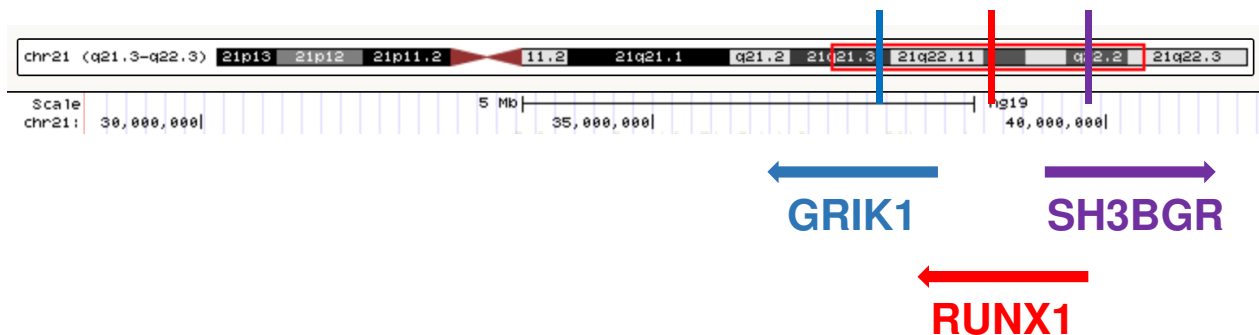 chr21 (q21.3-q22.3) 21p13 21p12 21p11.2 11.2 21q21.1 q21.2 21q21.3 21q22.11 q22.2 21q22.3
Scale 5 Mb hg19
chr21: 30,000,000 35,000,000 40,000,000
GRIK1 SH3BGR
RUNX1